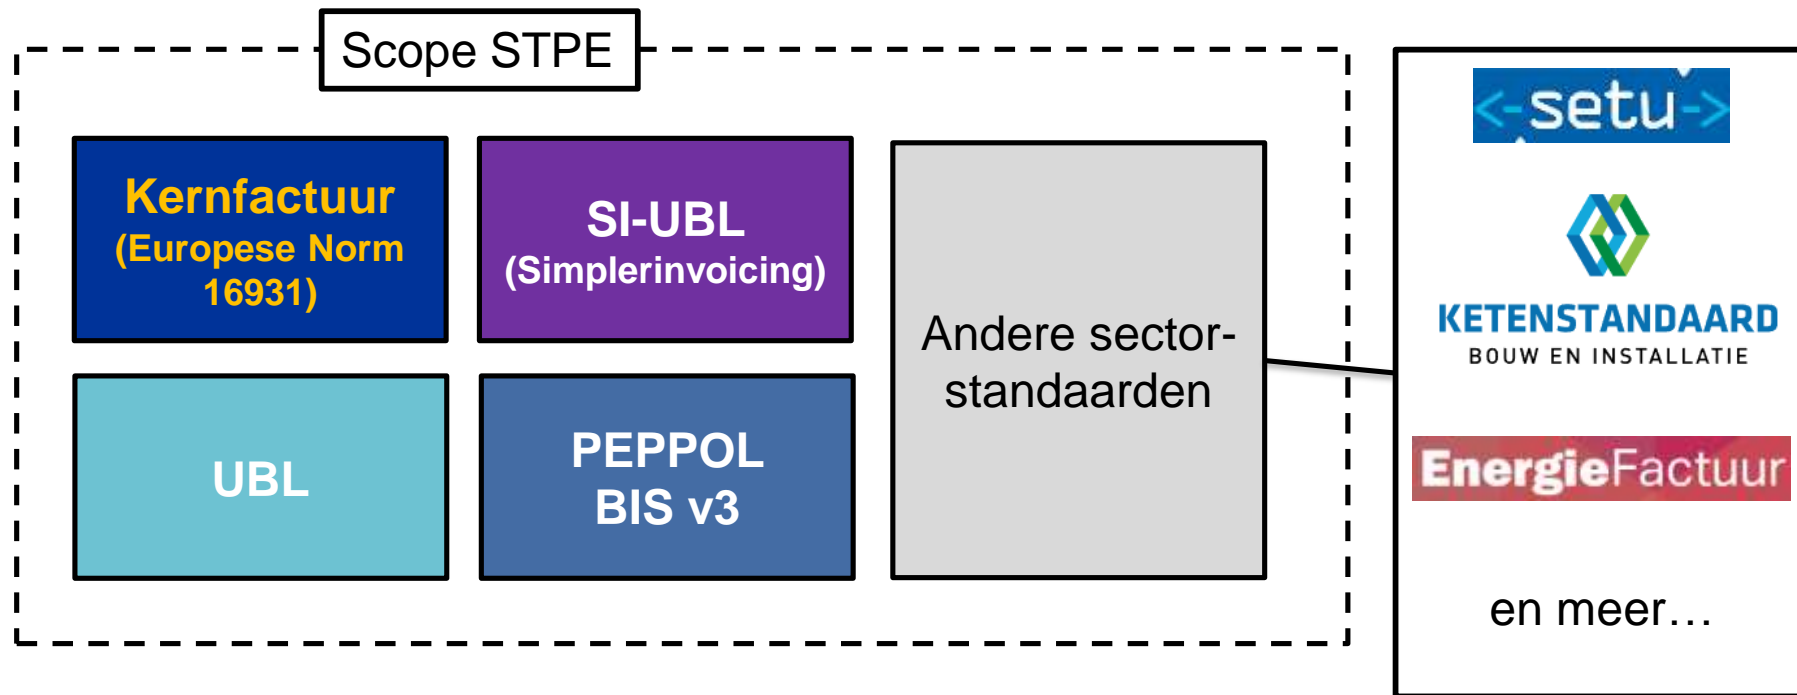 Scope STPE
Kernfactuur
(Europese Norm
16931)
SI-UBL
(Simplerinvoicing)
UBL
PEPPOL
BIS v3
Andere sector-
standaarden
<-setu->
KETENSTANDAARD
BOUW EN INSTALLATIE
EnergieFactuur
en meer…